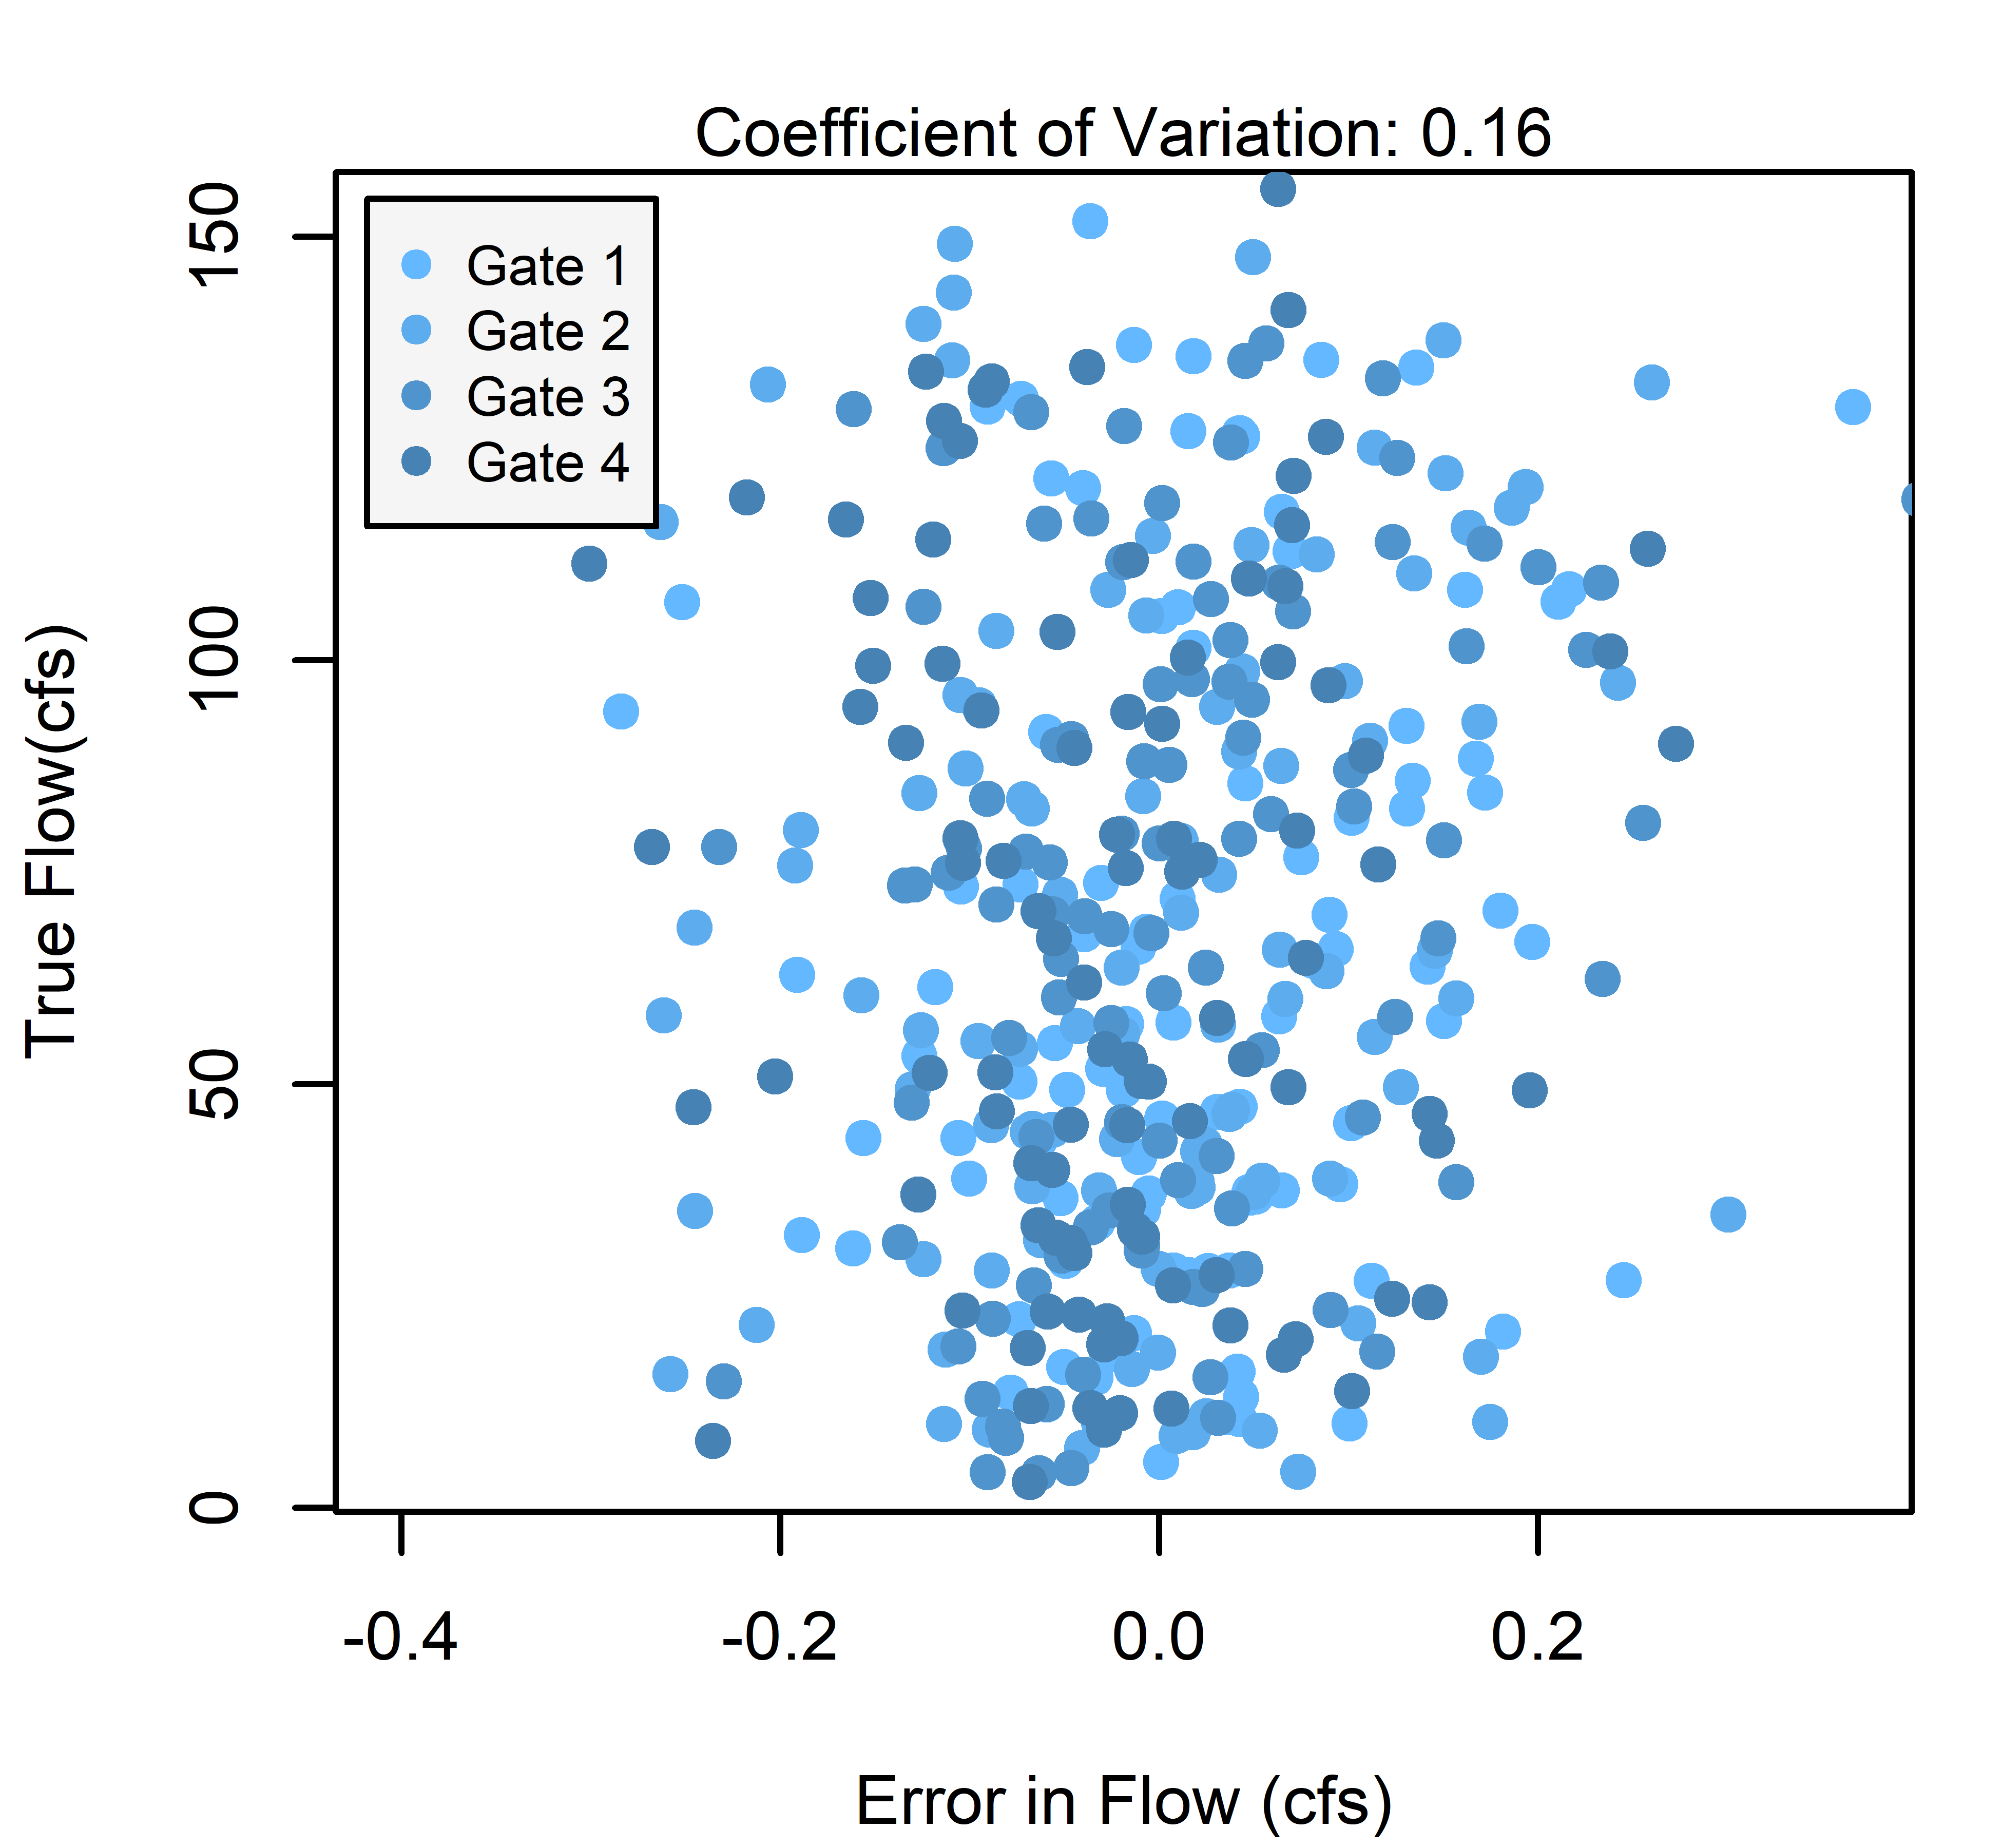 Coefficient of Variation: 0.16
Gate 1
Gate 2
Gate 3
Gate 4
True Flow(cfs)
150
100
50
0
-0.4 -0.2 0.0 0.2
Error in Flow (cfs)